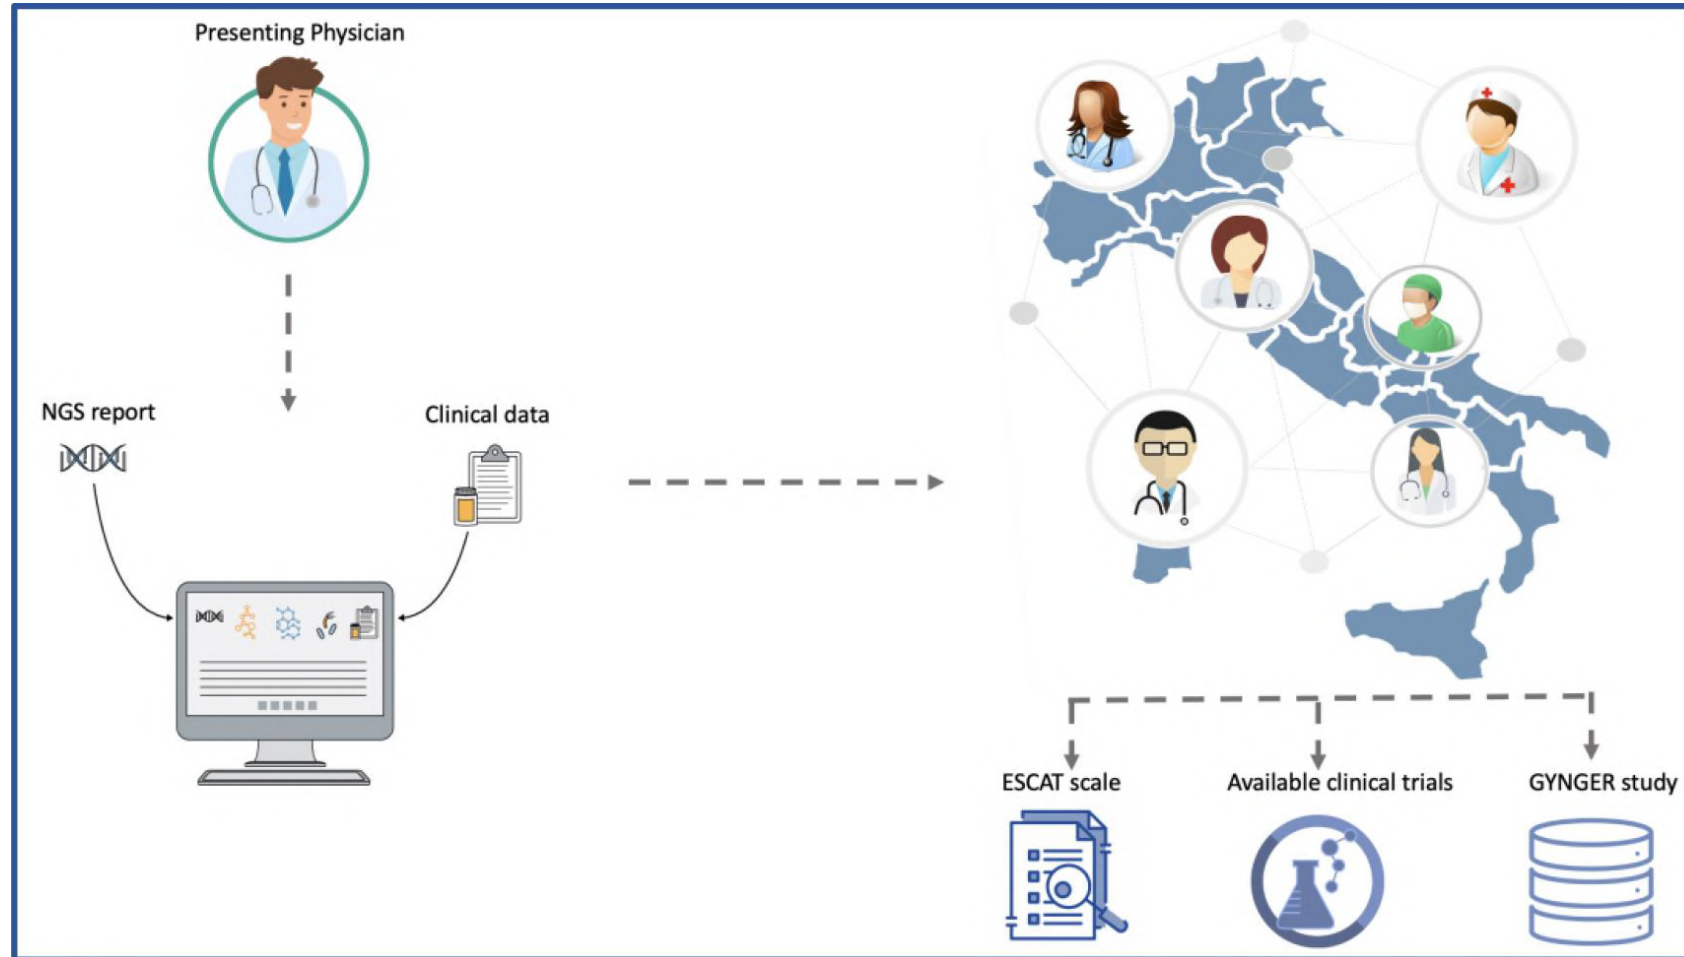 Presenting Physician
NGS report
Clinical data
ESCAT scale
Available clinical trials
GYNGER study